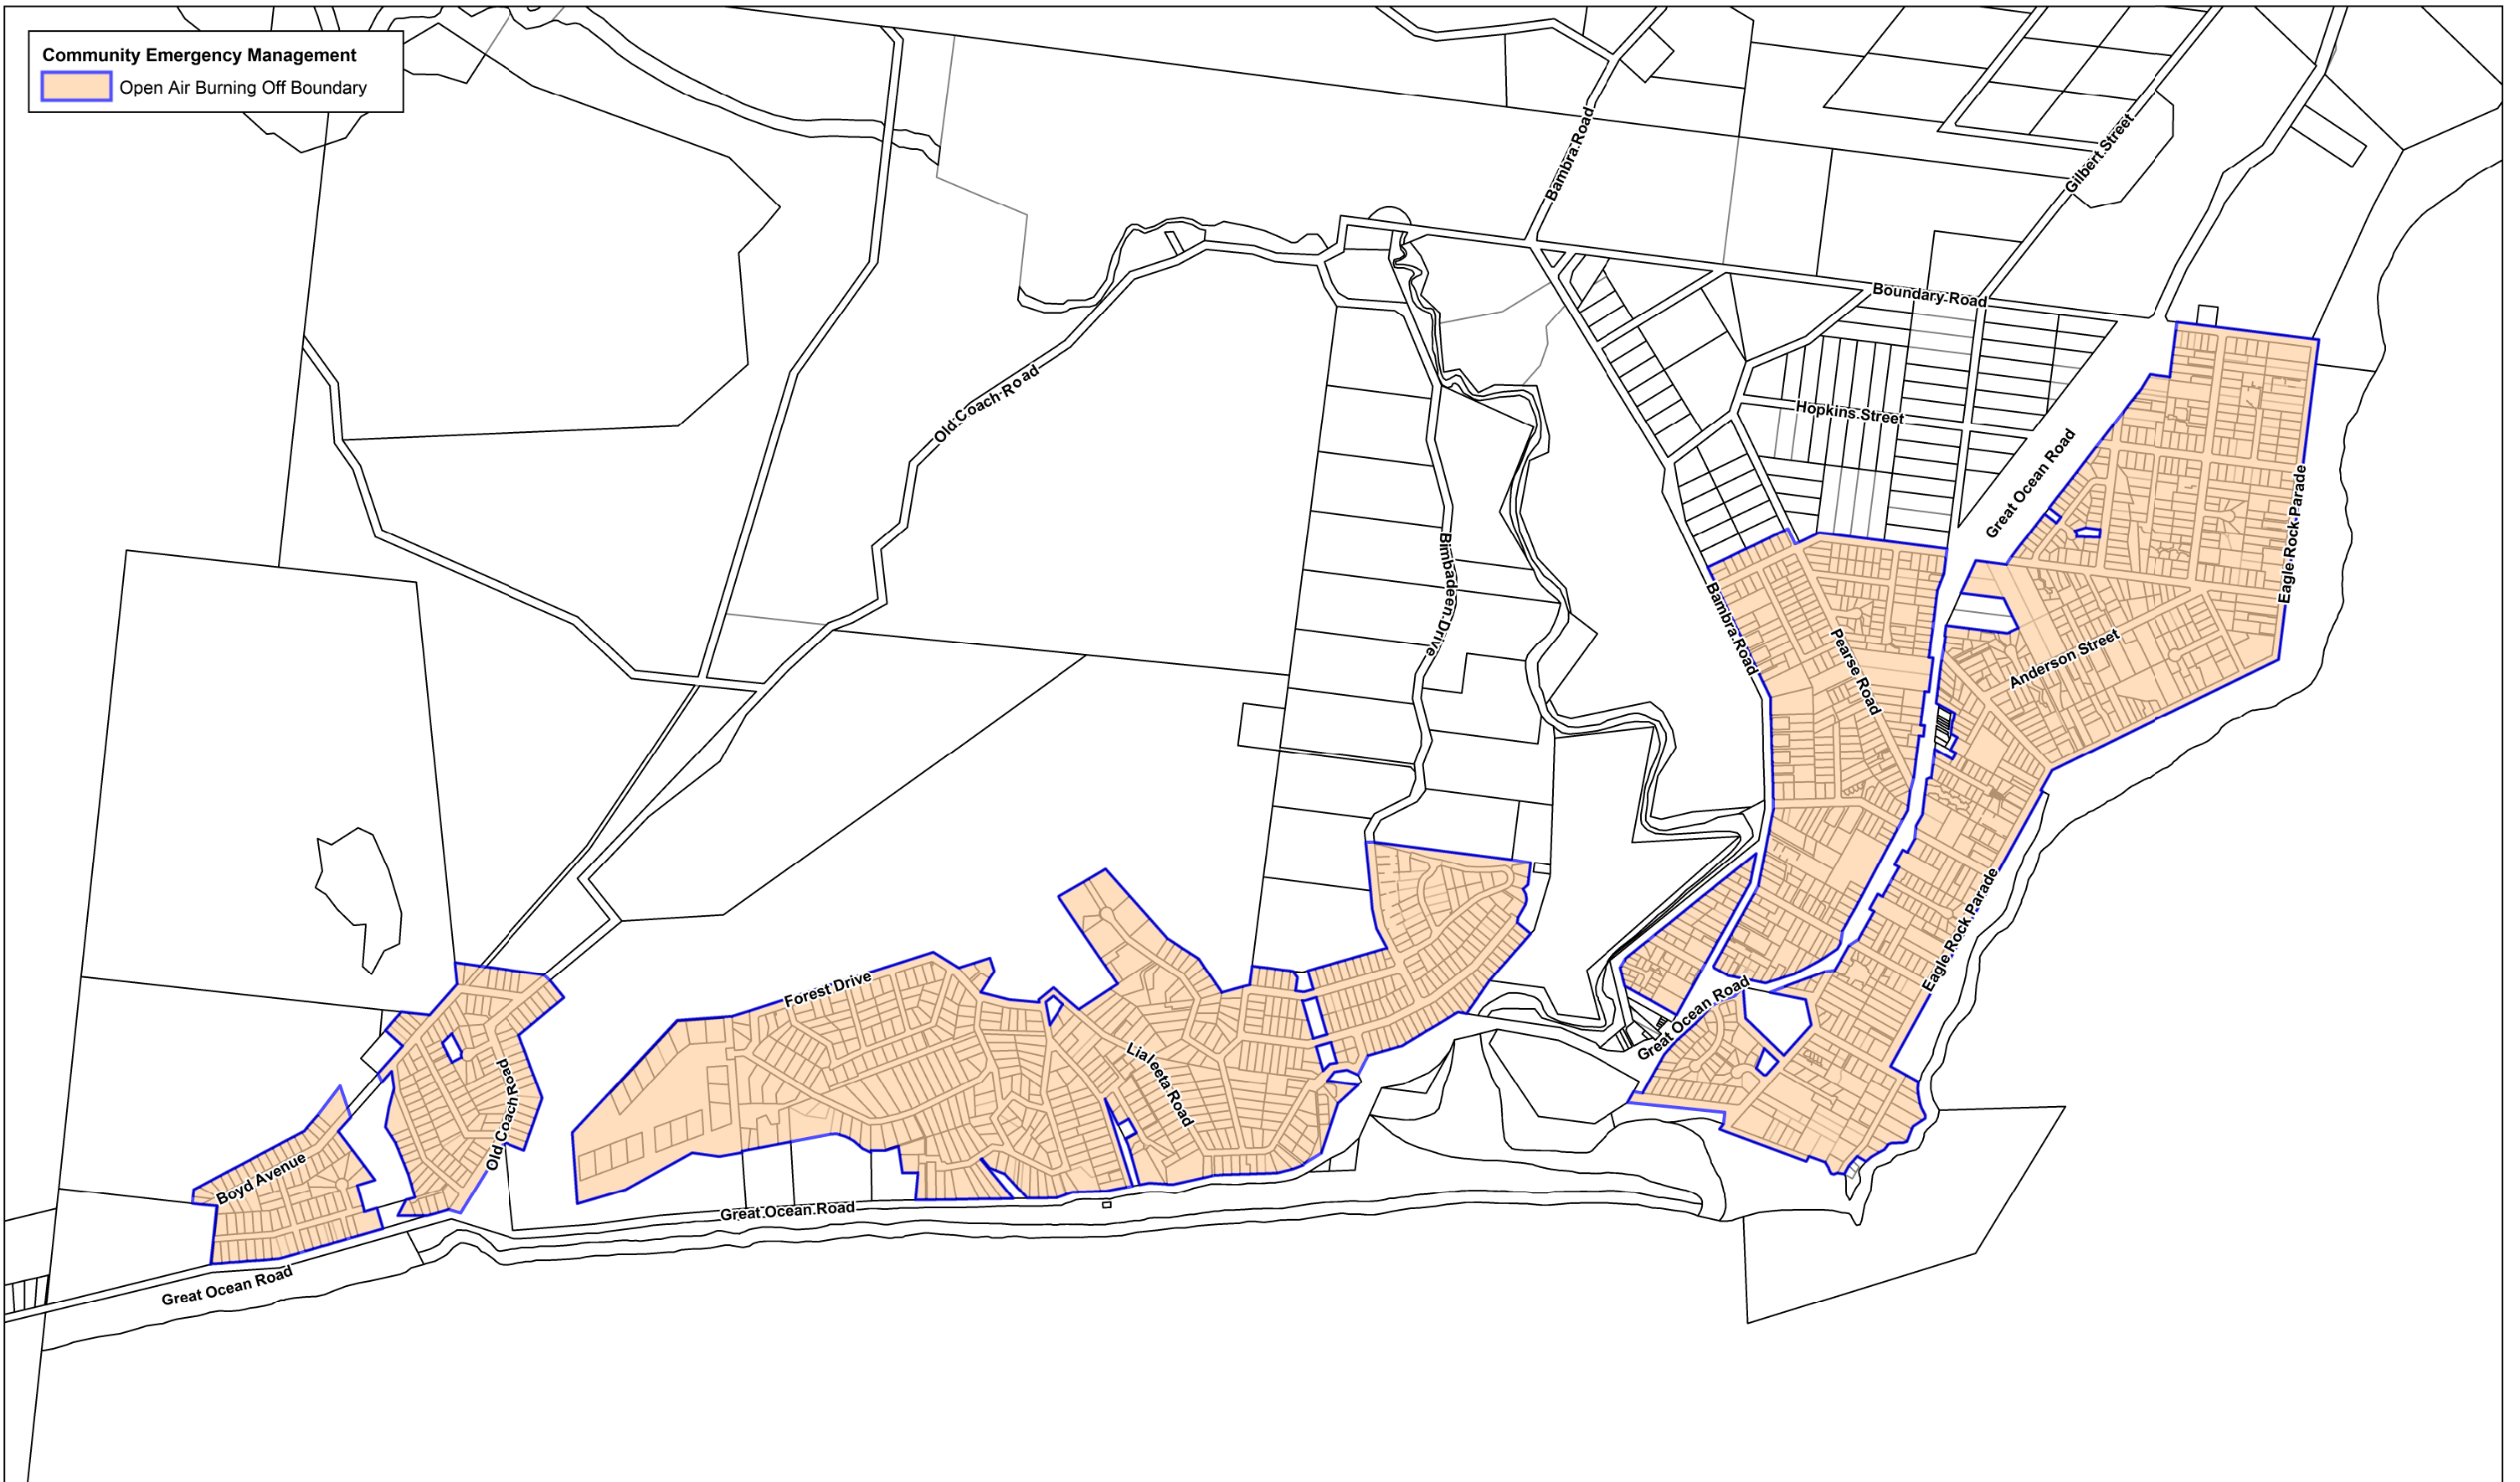 Community Emergency Management
Open Air Burning Off Boundary
Bambra Road
Gilbert Street
Boundary Road
Old Coach Road
Hopkins Street
Great Ocean Road
Eagle Rock Parade
Bimbadeen Drive
Bambra Road
Pearse Road
Anderson Street
Eagle Rock Parade
Forest Drive
Great Ocean Road
Lialeeta Road
Old Coach Road
Boyd Avenue
Great Ocean Road
Great Ocean Road